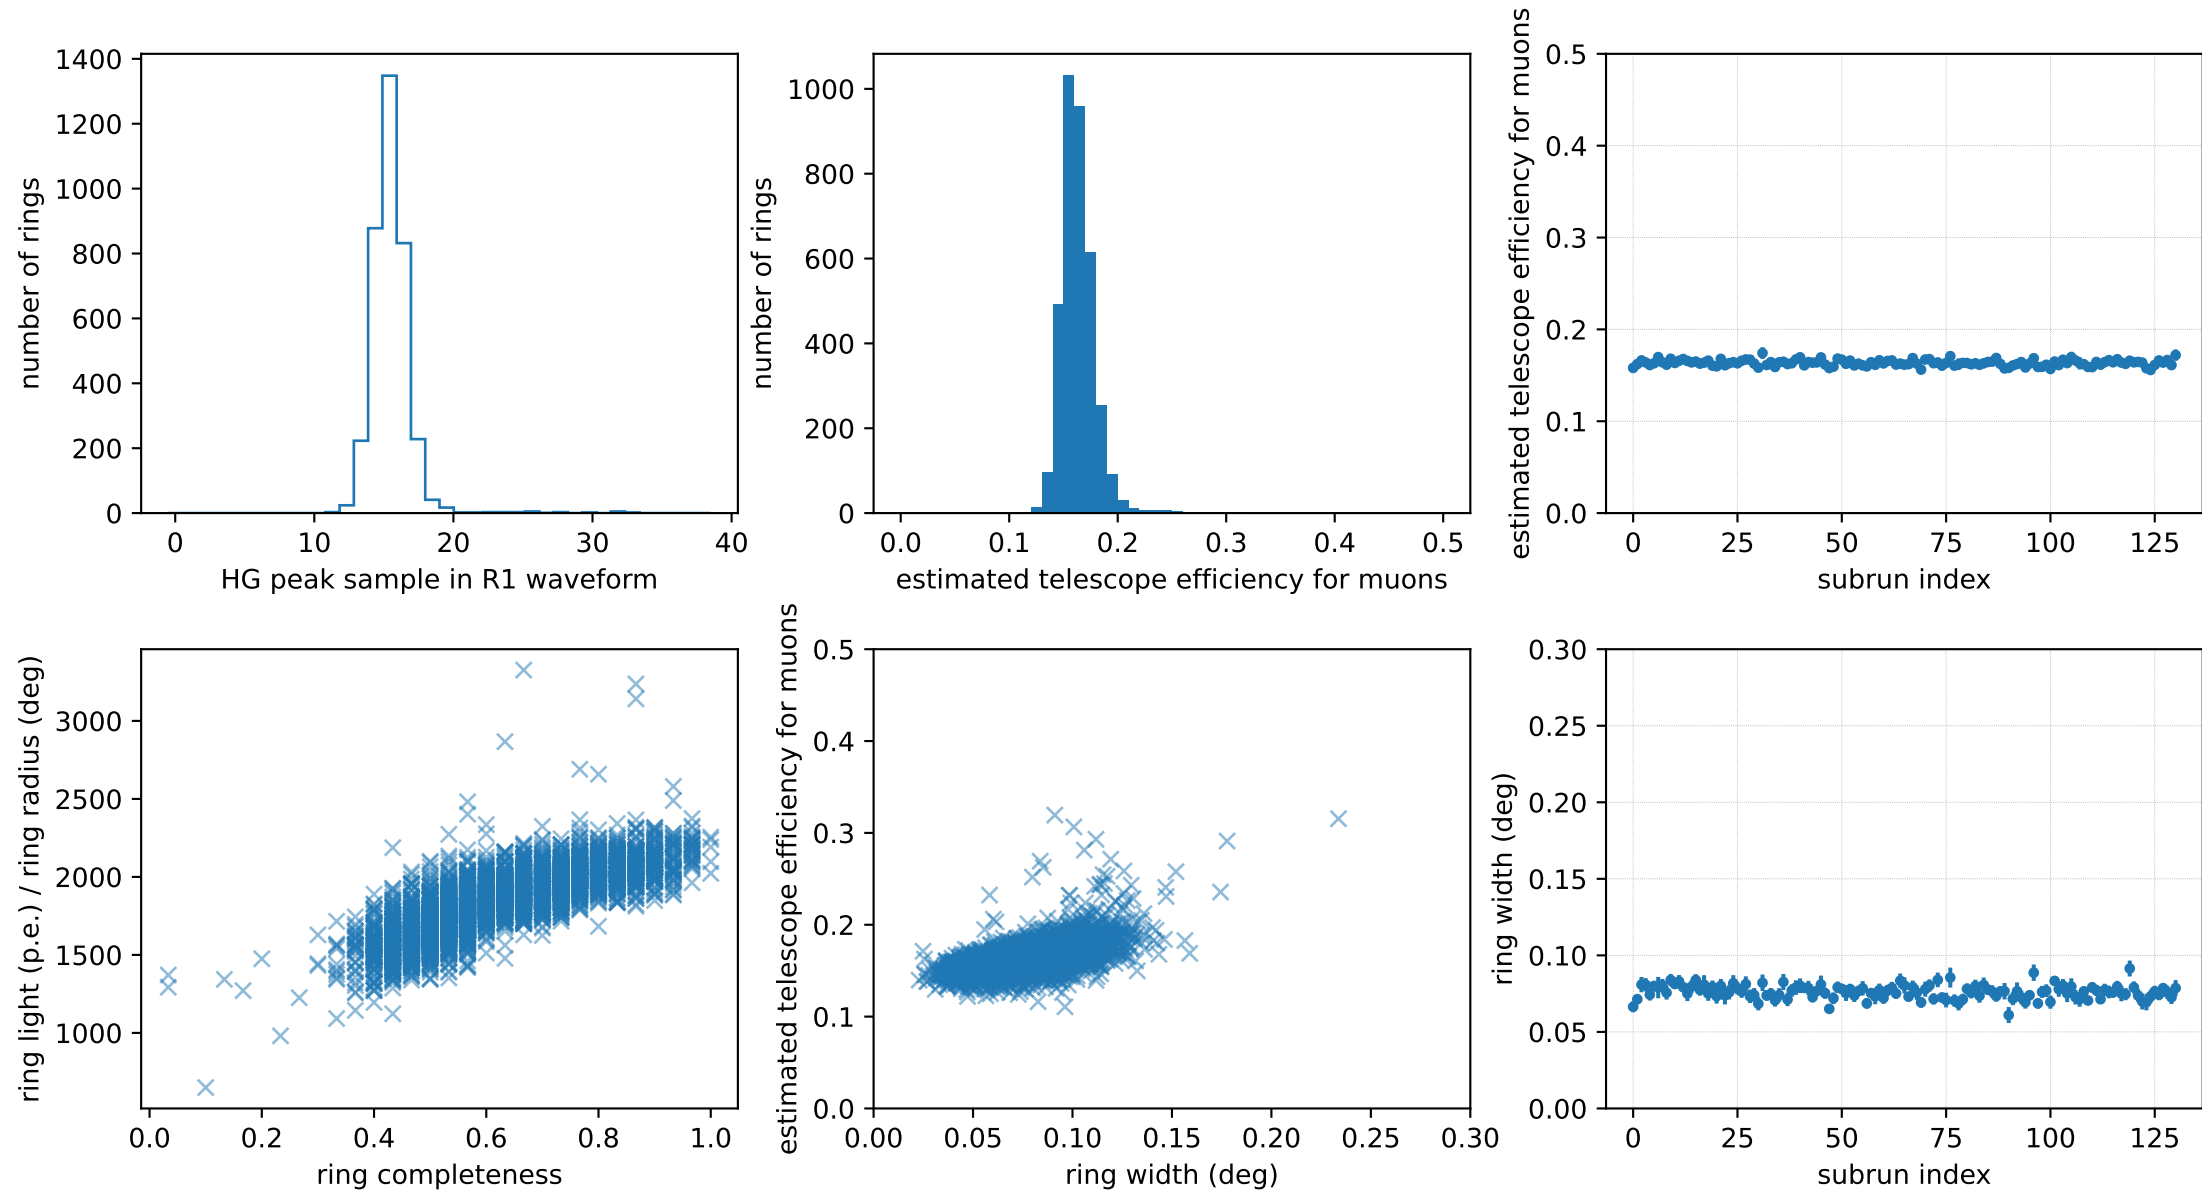 number of rings
1400
1200
1000
800
600
400
200
0
0 10 20 30 40
HG peak sample in R1 waveform
number of rings
1000
800
600
400
200
0
0.0 0.1 0.2 0.3 0.4 0.5
estimated telescope efficiency for muons
estimated telescope efficiency for muons
0.5
0.4
0.3
0.2
0.1
0.0
0 25 50 75 100 125
subrun index
ring light (p.e.) / ring radius (deg)
3000
2500
2000
1500
1000
0.0 0.2 0.4 0.6 0.8 1.0
ring completeness
estimated telescope efficiency for muons
0.5
0.4
0.3
0.2
0.1
0.0
0.00 0.05 0.10 0.15 0.20 0.25 0.30
ring width (deg)
ring width (deg)
0.30
0.25
0.20
0.15
0.10
0.05
0.00
0 25 50 75 100 125
subrun index